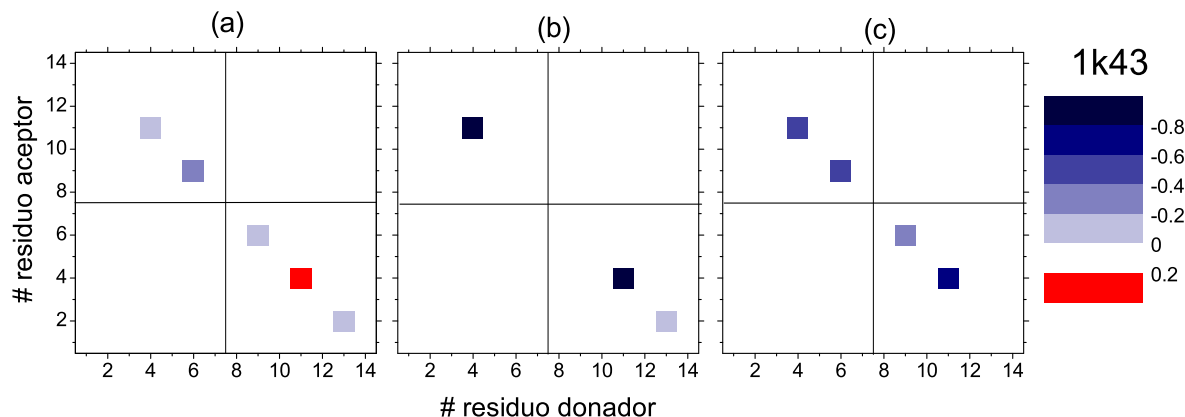 (a) (b) (c)
1k43
# residuo aceptor
14
12
10
8
6
4
2
2 4 6 8 10 12 14
2 4 6 8 10 12 14
2 4 6 8 10 12 14
# residuo donador
-0.8
-0.6
-0.4
-0.2
0
0.2